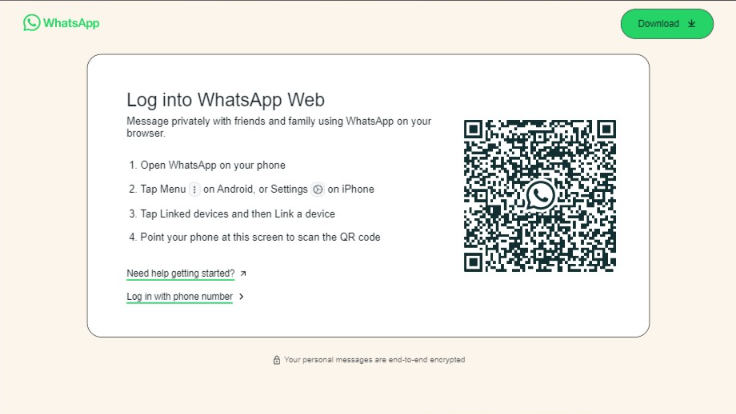 WhatsApp
Download
Log into WhatsApp Web
Message privately with friends and family using WhatsApp on your
browser.
1. Open WhatsApp on your phone
2. Tap Menu on Android, or Settings on iPhone
3. Tap Linked devices and then Link a device
4. Point your phone at this screen to scan the QR code
Need help getting started?
Log in with phone number
Your personal messages are end-to-end encrypted